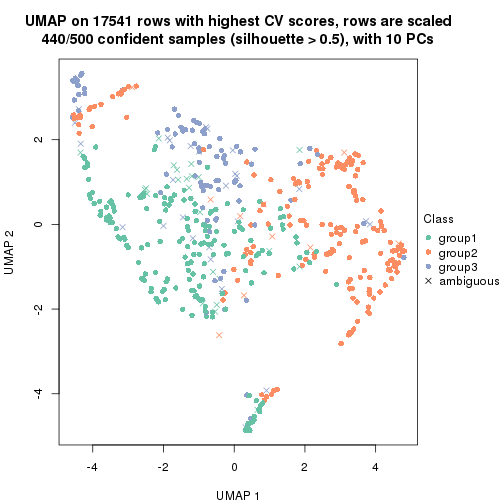 UMAP on 17541 rows with highest CV scores, rows are scaled
440/500 confident samples (silhouette > 0.5), with 10 PCs
UMAP 2
2
0
-2
-4
-4
-2
0
2
4
UMAP 1
Class
group1
group2
group3
ambiguous